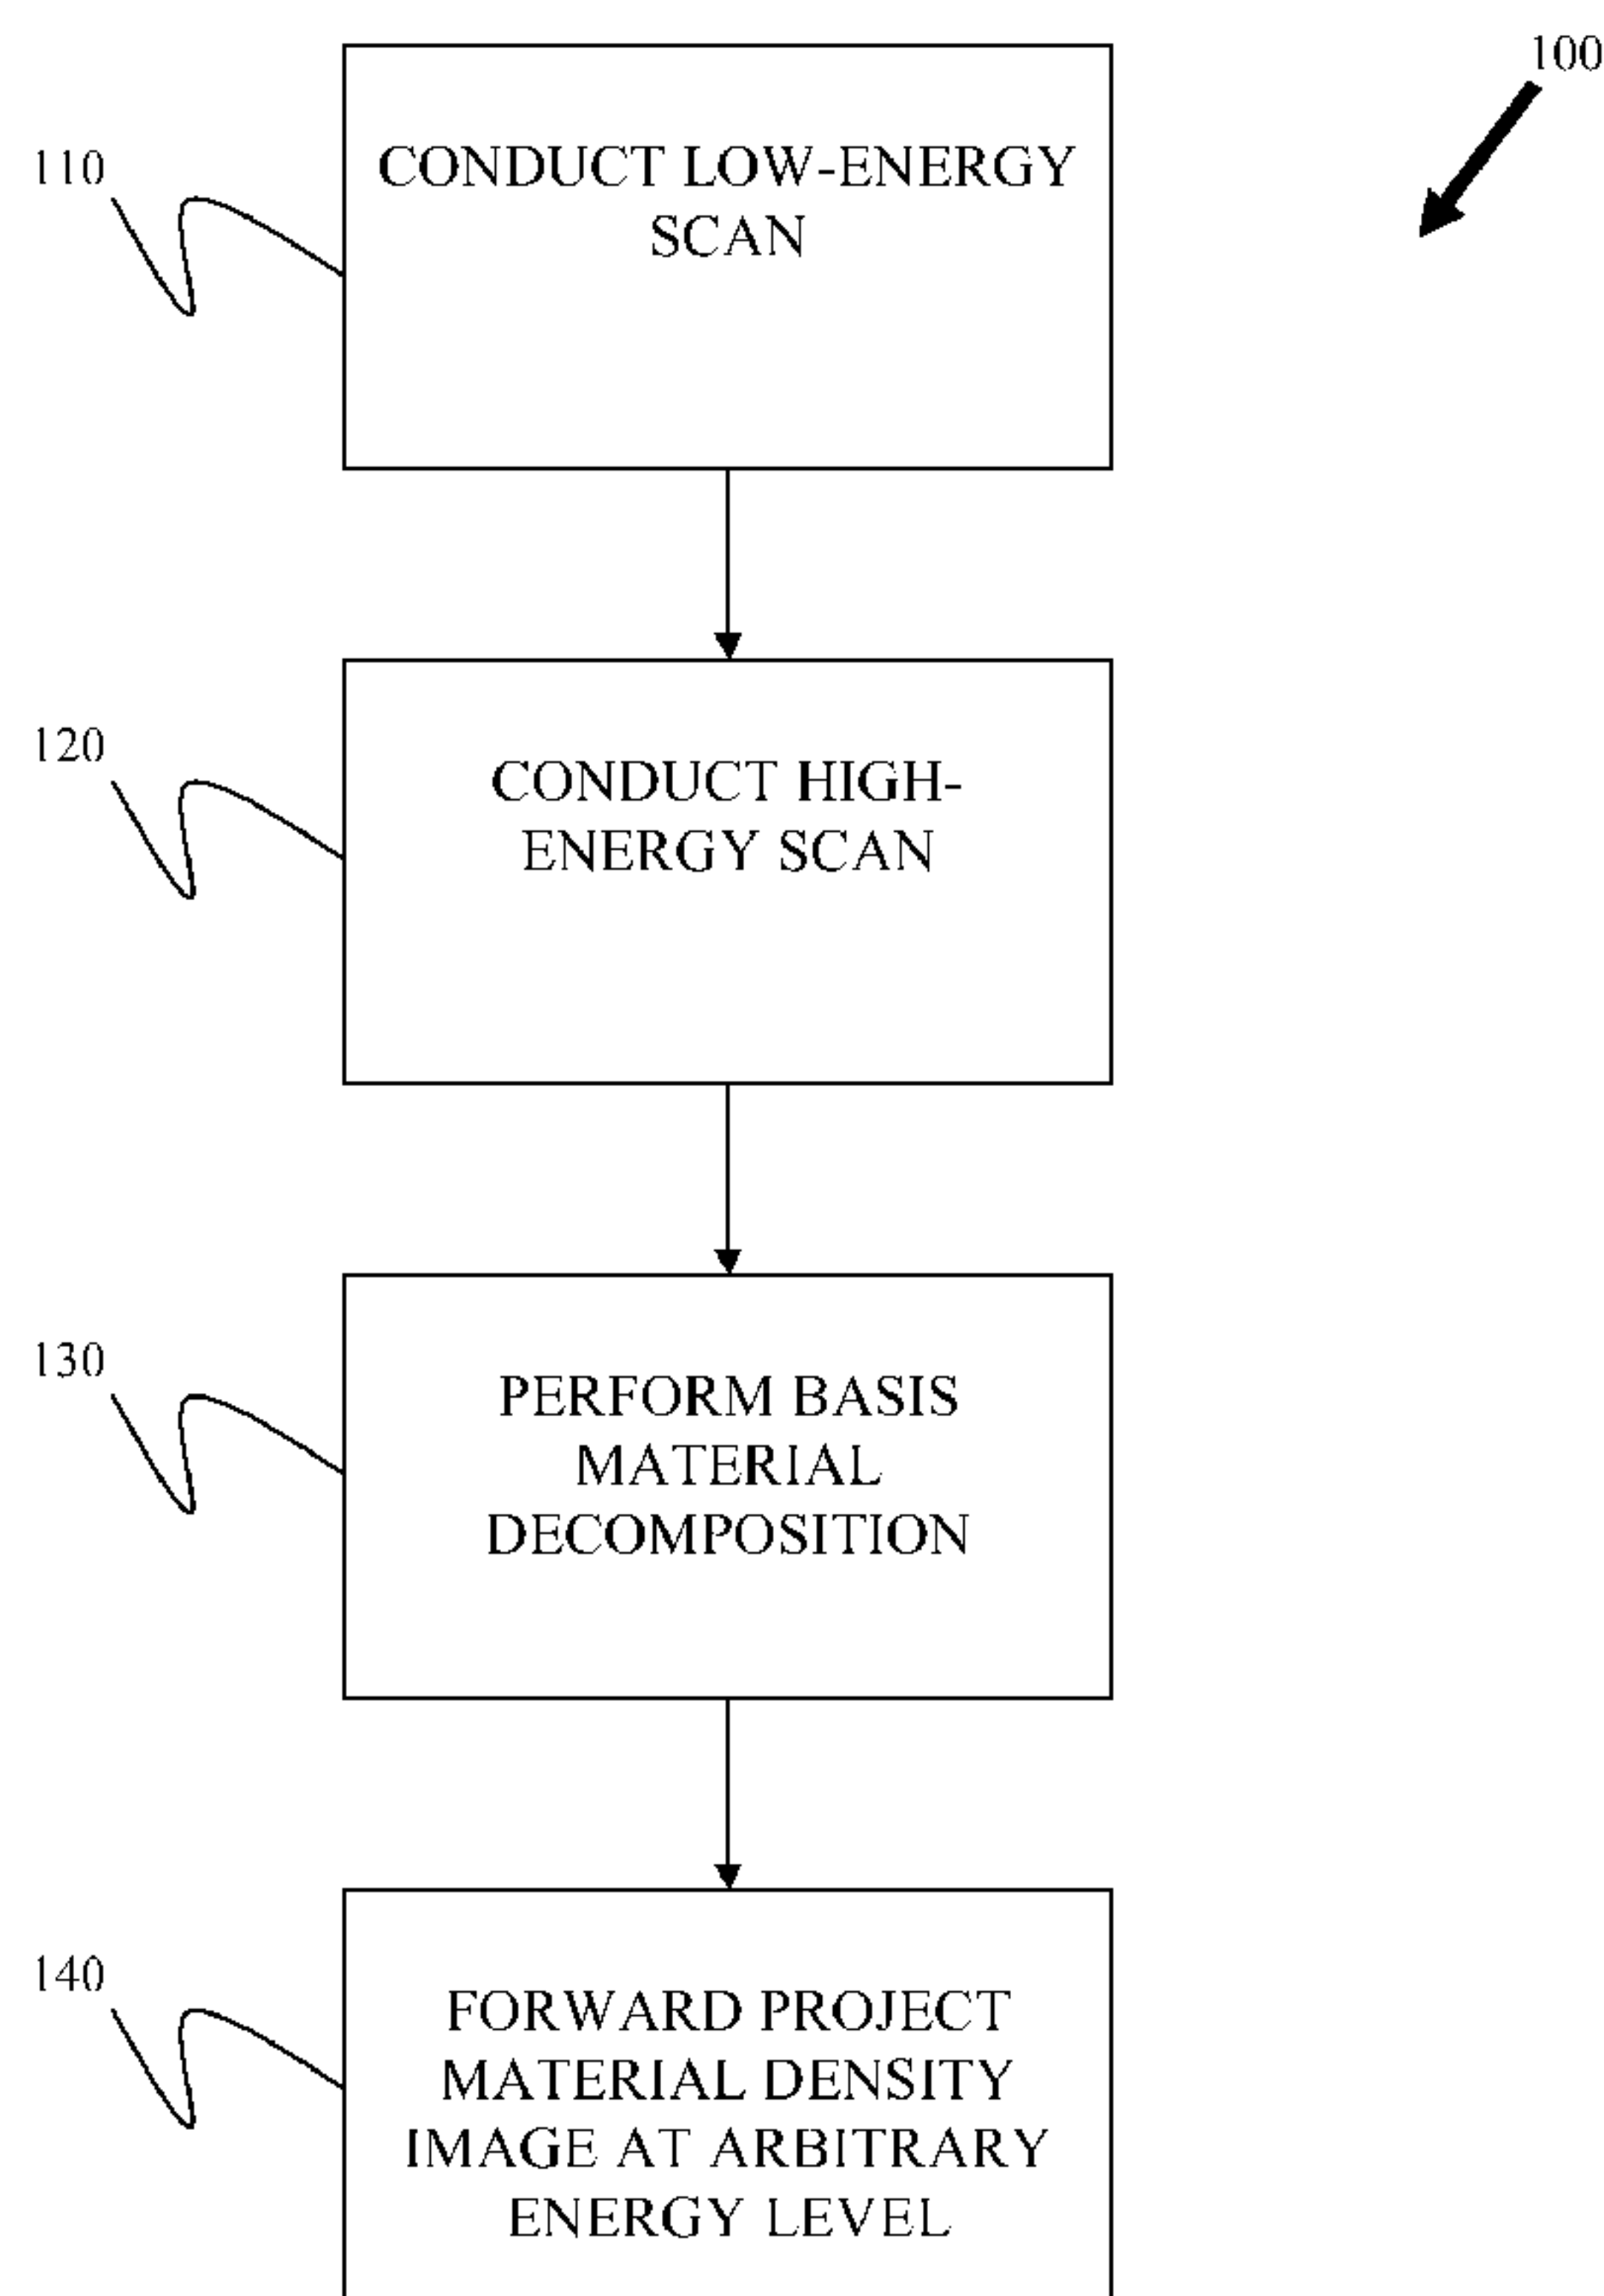 100
110
CONDUCT LOW-ENERGY
SCAN
120
CONDUCT HIGH-
ENERGY SCAN
130
PERFORM BASIS
MATERIAL
DECOMPOSITION
140
FORWARD PROJECT
MATERIAL DENSITY
IMAGE AT ARBITRARY
ENERGY LEVEL